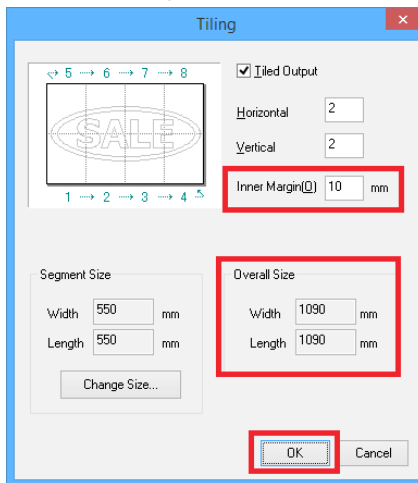 Tiling
×
5 → 6 → 7 → 8
SALE
1 → 2 → 3 → 4
Tiled Output
Horizontal 2
Vertical 2
Inner Margin(O) 10 mm
Segment Size
Width 550 mm
Length 550 mm
Change Size...
Overall Size
Width 1090 mm
Length 1090 mm
OK Cancel